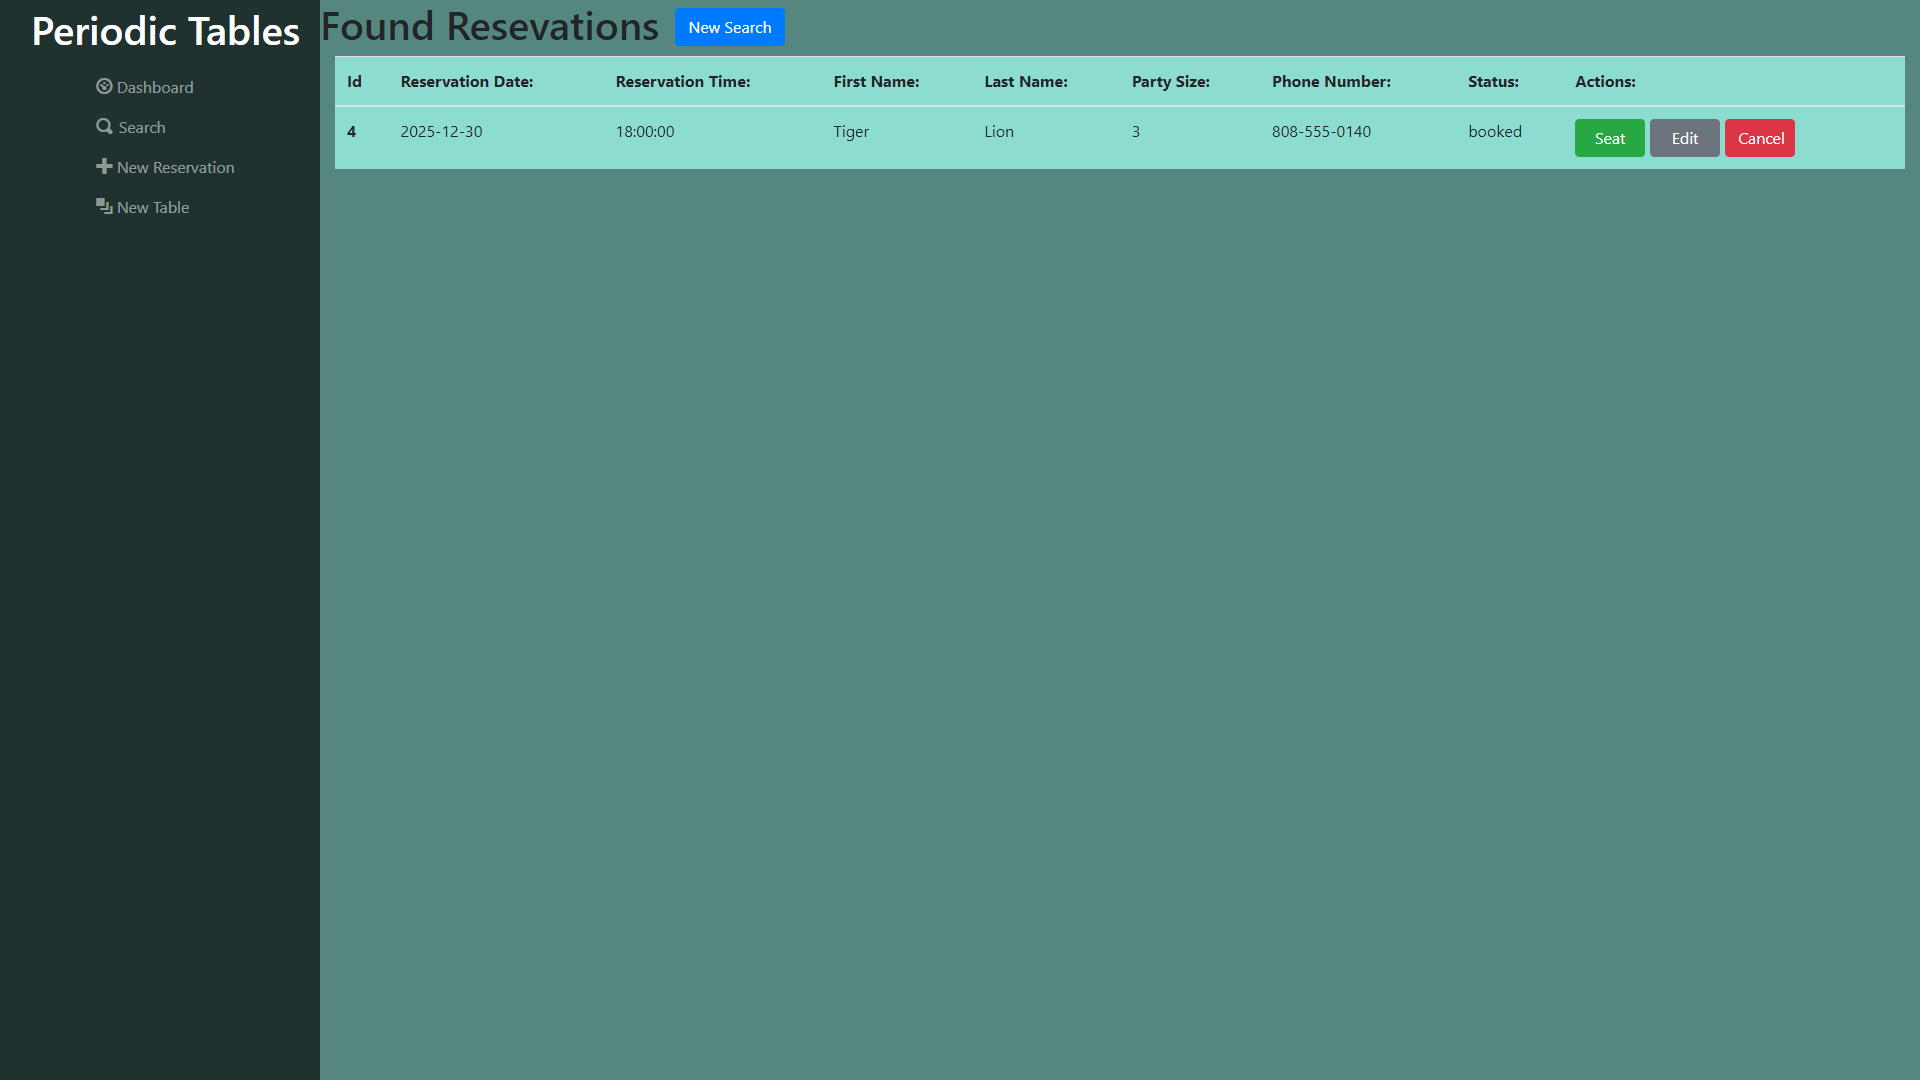 Periodic Tables
Dashboard
Search
New Reservation
New Table
Found Resevations New Search
Id Reservation Date: Reservation Time: First Name: Last Name: Party Size: Phone Number: Status: Actions:
4 2025-12-30 18:00:00 Tiger Lion 3 808-555-0140 booked Seat Edit Cancel